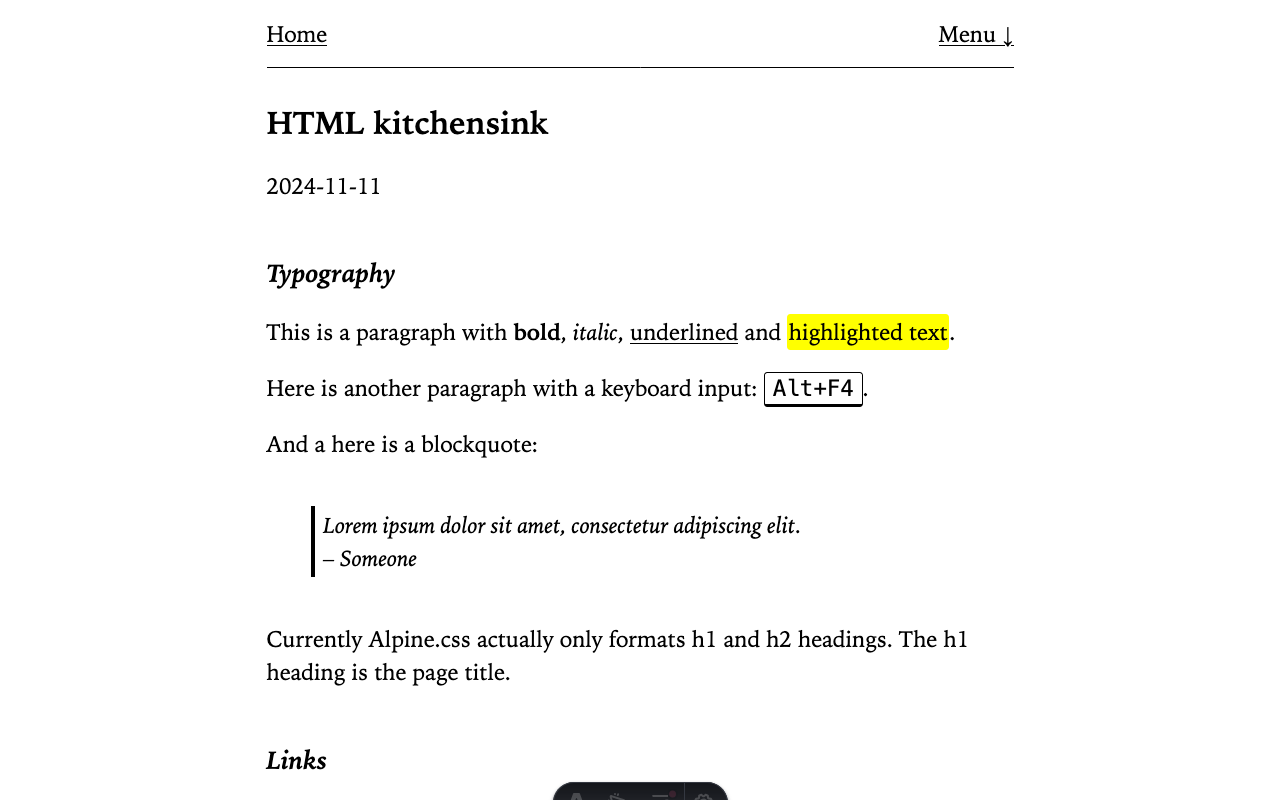 Home
Menu ↓
HTML kitchensink
2024-11-11
Typography
This is a paragraph with bold, italic, underlined and highlighted text.
Here is another paragraph with a keyboard input: Alt+F4.
And a here is a blockquote:
Lorem ipsum dolor sit amet, consectetur adipiscing elit.
– Someone
Currently Alpine.css actually only formats h1 and h2 headings. The h1
heading is the page title.
Links